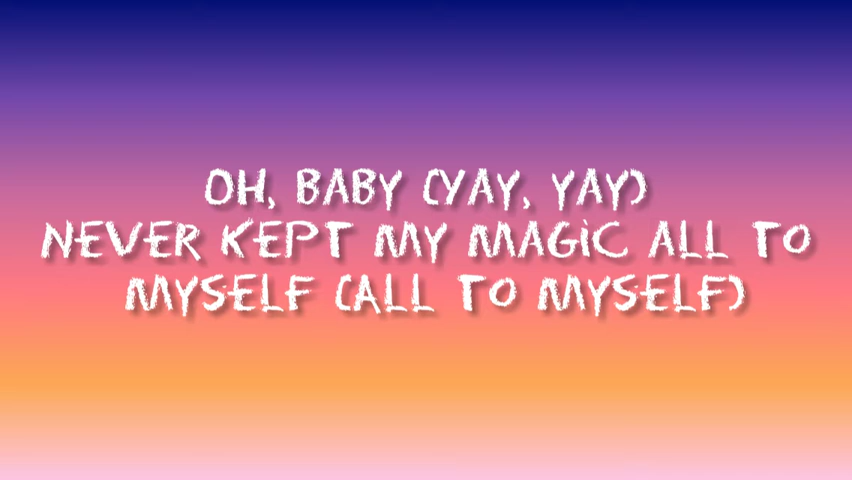 OH, BABY (YAY, YAY)
NEVER KEPT MY MAGIC ALL TO
MYSELF (ALL TO MYSELF)